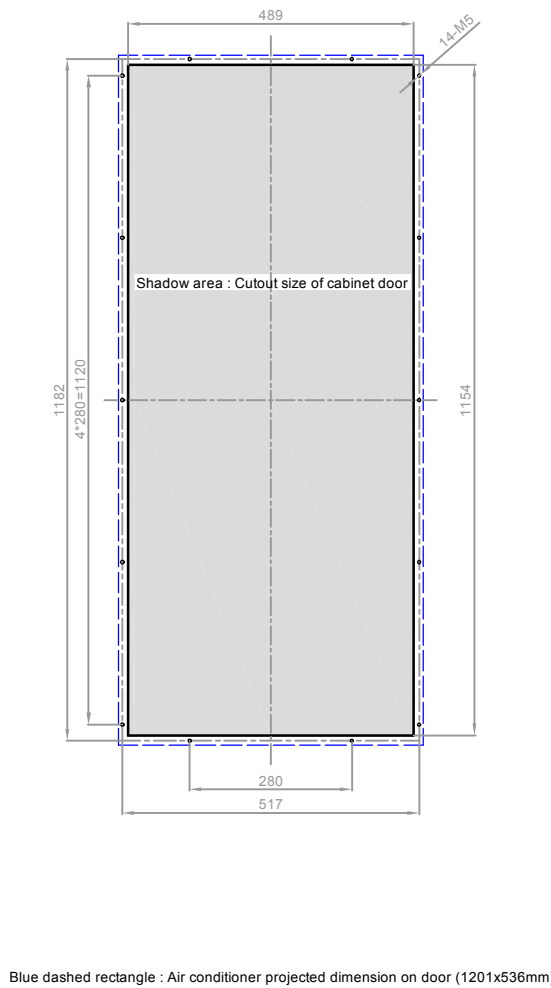 489
14-M5
Shadow area : Cutout size of cabinet door
1182
4*280=1120
1154
280
517
Blue dashed rectangle : Air conditioner projected dimension on door (1201x536mm)